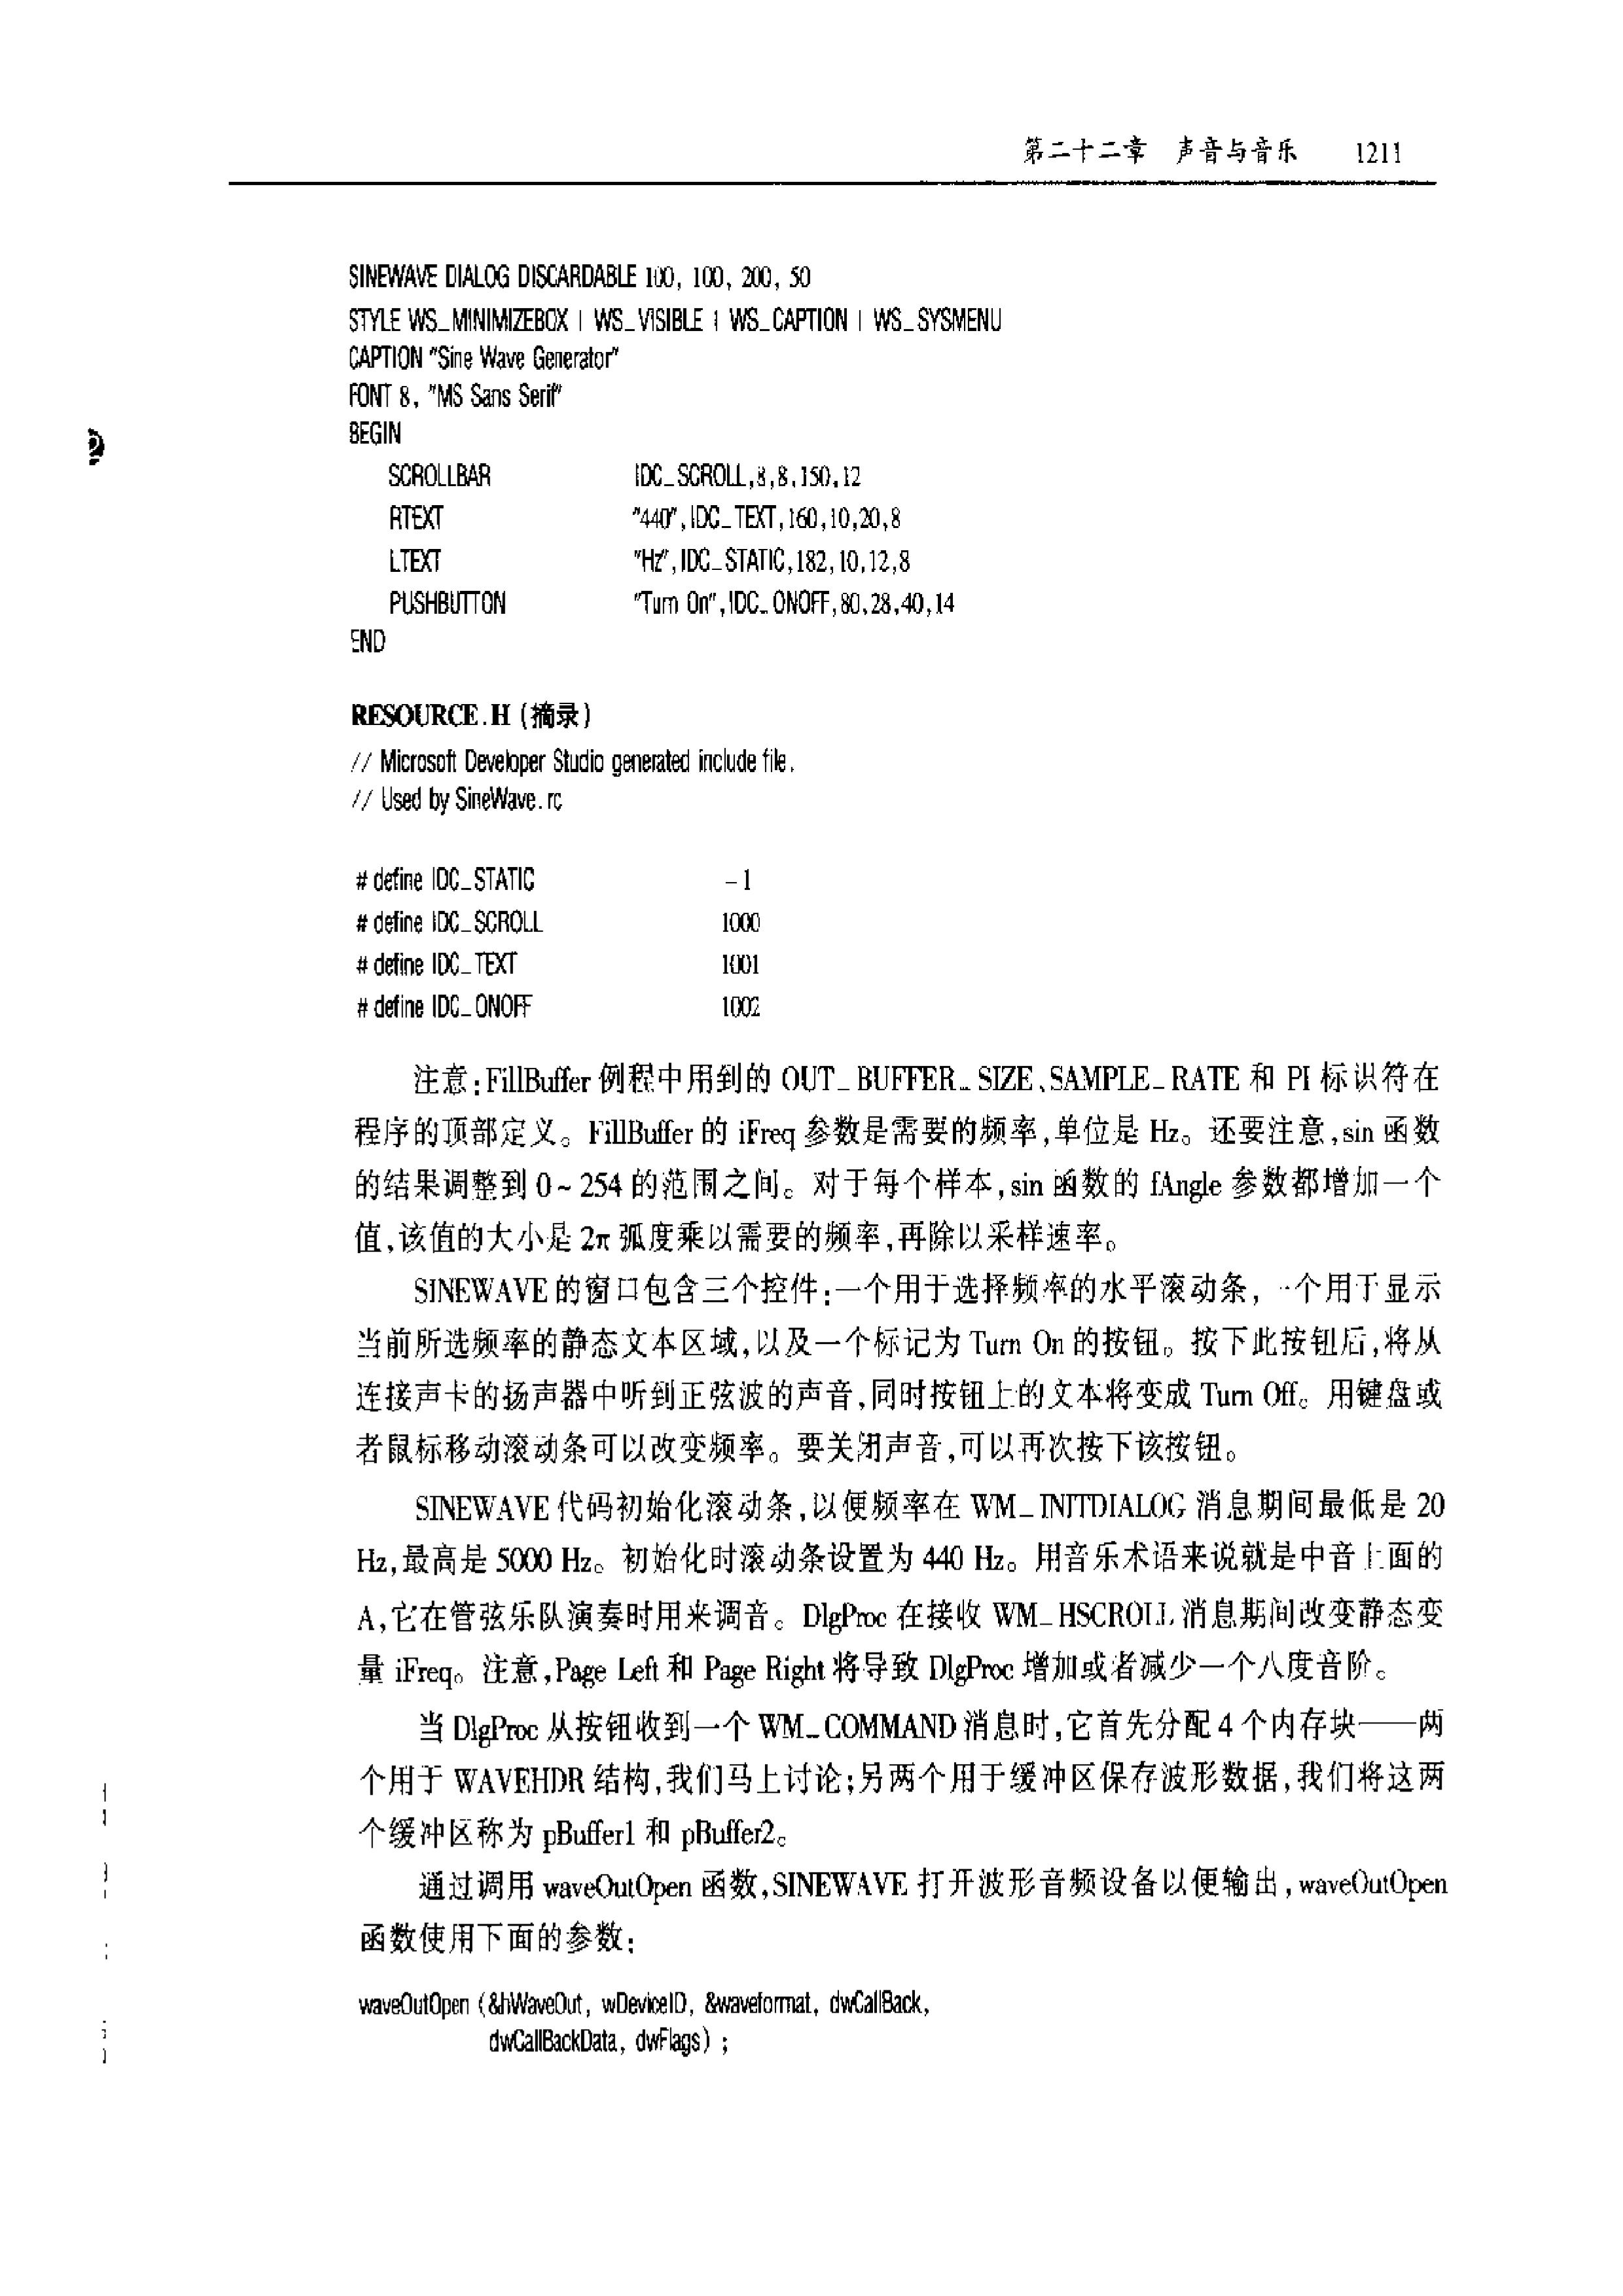 第二十二章 声音与音乐 1211
SINEWAVE DIALOG DISCARDABLE 100, 100, 200, 50
STYLE WS_MINIMIZEBOX | WS_VISIBLE | WS_CAPTION | WS_SYSMENU
CAPTION "Sine Wave Generator"
FONT 8, "MS Sans Serif"
BEGIN
SCROLLBAR IDC_SCROLL,8,8,150,12
RTEXT "440",IDC_TEXT,160,10,20,8
LTEXT "Hz",IDC_STATIC,182,10,12,8
PUSHBUTTON "Turn On",IDC_ONOFF,80,28,40,14
END
RESOURCE.H (摘录)
// Microsoft Developer Studio generated include file.
// Used by SineWave.rc
# define IDC_STATIC -1
# define IDC_SCROLL 1000
# define IDC_TEXT 1001
# define IDC_ONOFF 1002
注意:FillBuffer 例程中用到的 OUT_BUFFER_SIZE、SAMPLE_RATE 和 PI 标识符在
程序的顶部定义。FillBuffer 的 iFreq 参数是需要的频率,单位是 Hz。还要注意,sin 函数
的结果调整到 0~254 的范围之间。对于每个样本,sin 函数的 fAngle 参数都增加一个
值,该值的大小是 2π 弧度乘以需要的频率,再除以采样速率。
SINEWAVE 的窗口包含三个控件:一个用于选择频率的水平滚动条,一个用于显示
当前所选频率的静态文本区域,以及一个标记为 Turn On 的按钮。按下此按钮后,将从
连接声卡的扬声器中听到正弦波的声音,同时按钮上的文本将变成 Turn Off。用键盘或
者鼠标移动滚动条可以改变频率。要关闭声音,可以再次按下该按钮。
SINEWAVE 代码初始化滚动条,以便频率在 WM_INITDIALOG 消息期间最低是 20
Hz,最高是 5000 Hz。初始化时滚动条设置为 440 Hz。用音乐术语来说就是中音上面的
A,它在管弦乐队演奏时用来调音。DlgProc 在接收 WM_HSCROLL 消息期间改变静态变
量 iFreq。注意,Page Left 和 Page Right 将导致 DlgProc 增加或者减少一个八度音阶。
当 DlgProc 从按钮收到一个 WM_COMMAND 消息时,它首先分配 4 个内存块——两
个用于 WAVEHDR 结构,我们马上讨论;另两个用于缓冲区保存波形数据,我们将这两
个缓冲区称为 pBuffer1 和 pBuffer2。
通过调用 waveOutOpen 函数,SINEWAVE 打开波形音频设备以便输出,waveOutOpen
函数使用下面的参数:
waveOutOpen (&hWaveOut, wDeviceID, &waveformat, dwCallBack,
dwCallBackData, dwFlags) ;